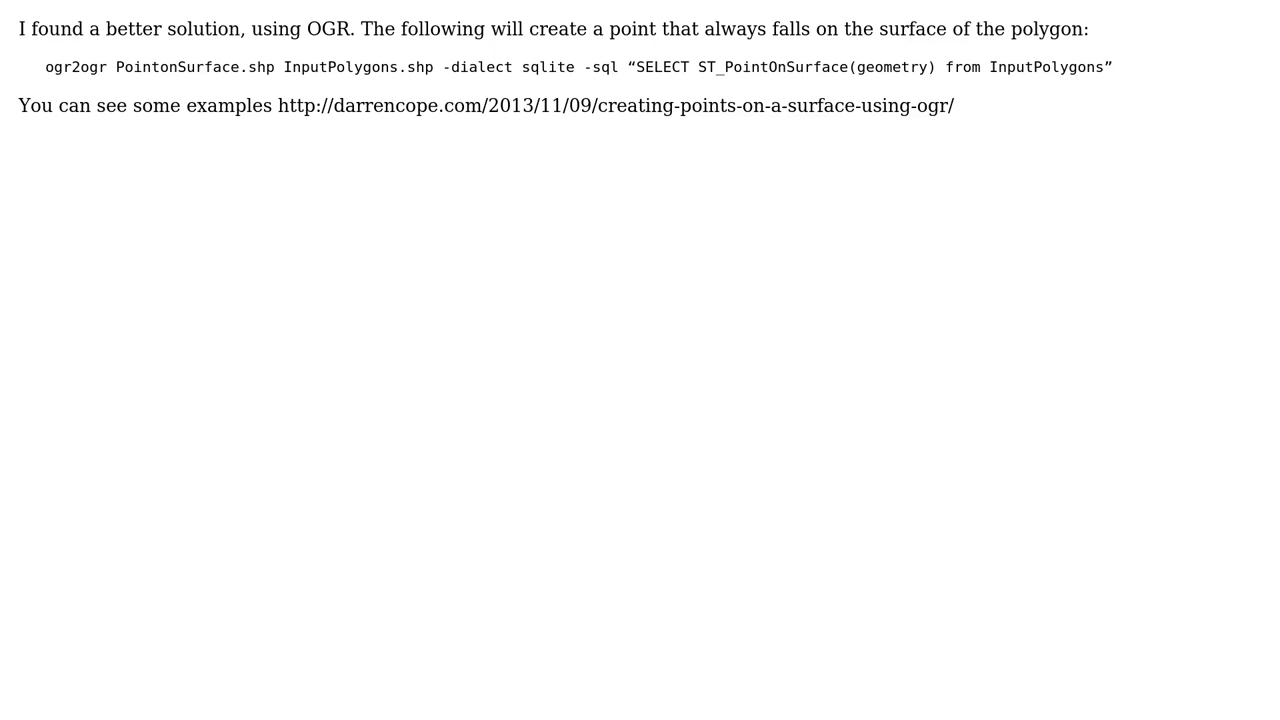 I found a better solution, using OGR. The following will create a point that always falls on the surface of the polygon:
ogr2ogr PointonSurface.shp InputPolygons.shp -dialect sqlite -sql “SELECT ST_PointOnSurface(geometry) from InputPolygons”
You can see some examples http://darrencope.com/2013/11/09/creating-points-on-a-surface-using-ogr/